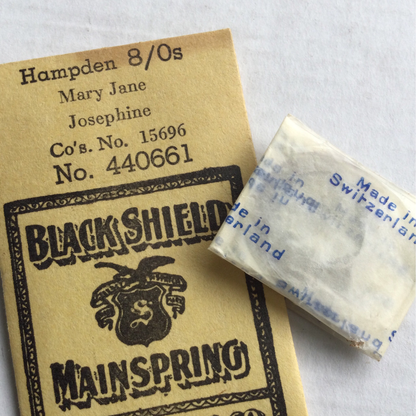 Hampden 8/0s
Mary Jane
Josephine
Co's. No. 15696
No. 440661
BLACK SHIELD
S
MAINSPRING
CO
Made in
Switzerland
de in
erland